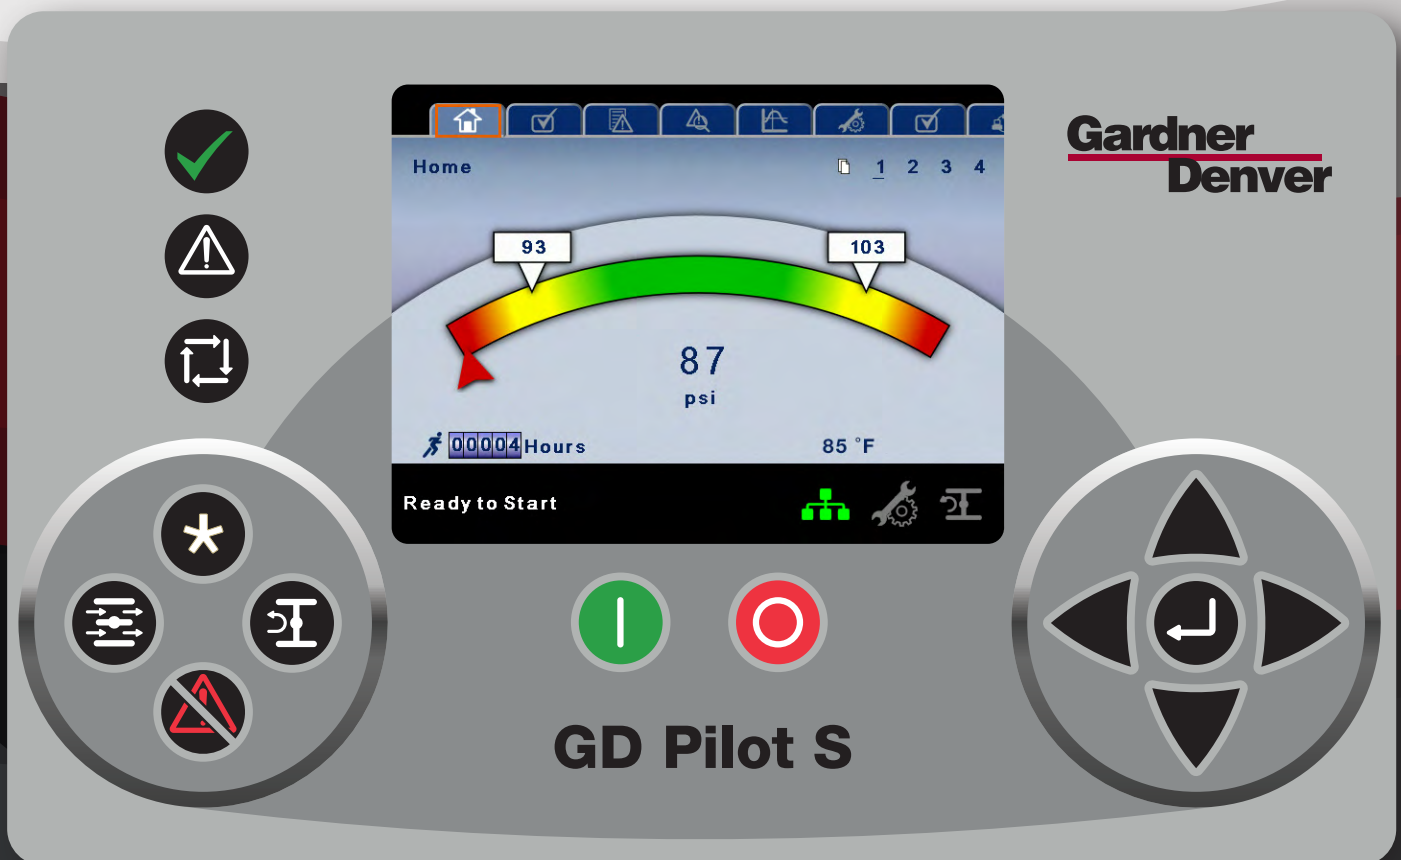 Gardner
Denver
Home
1 2 3 4
93
103
87
psi
00004 Hours
85 °F
Ready to Start
GD Pilot S